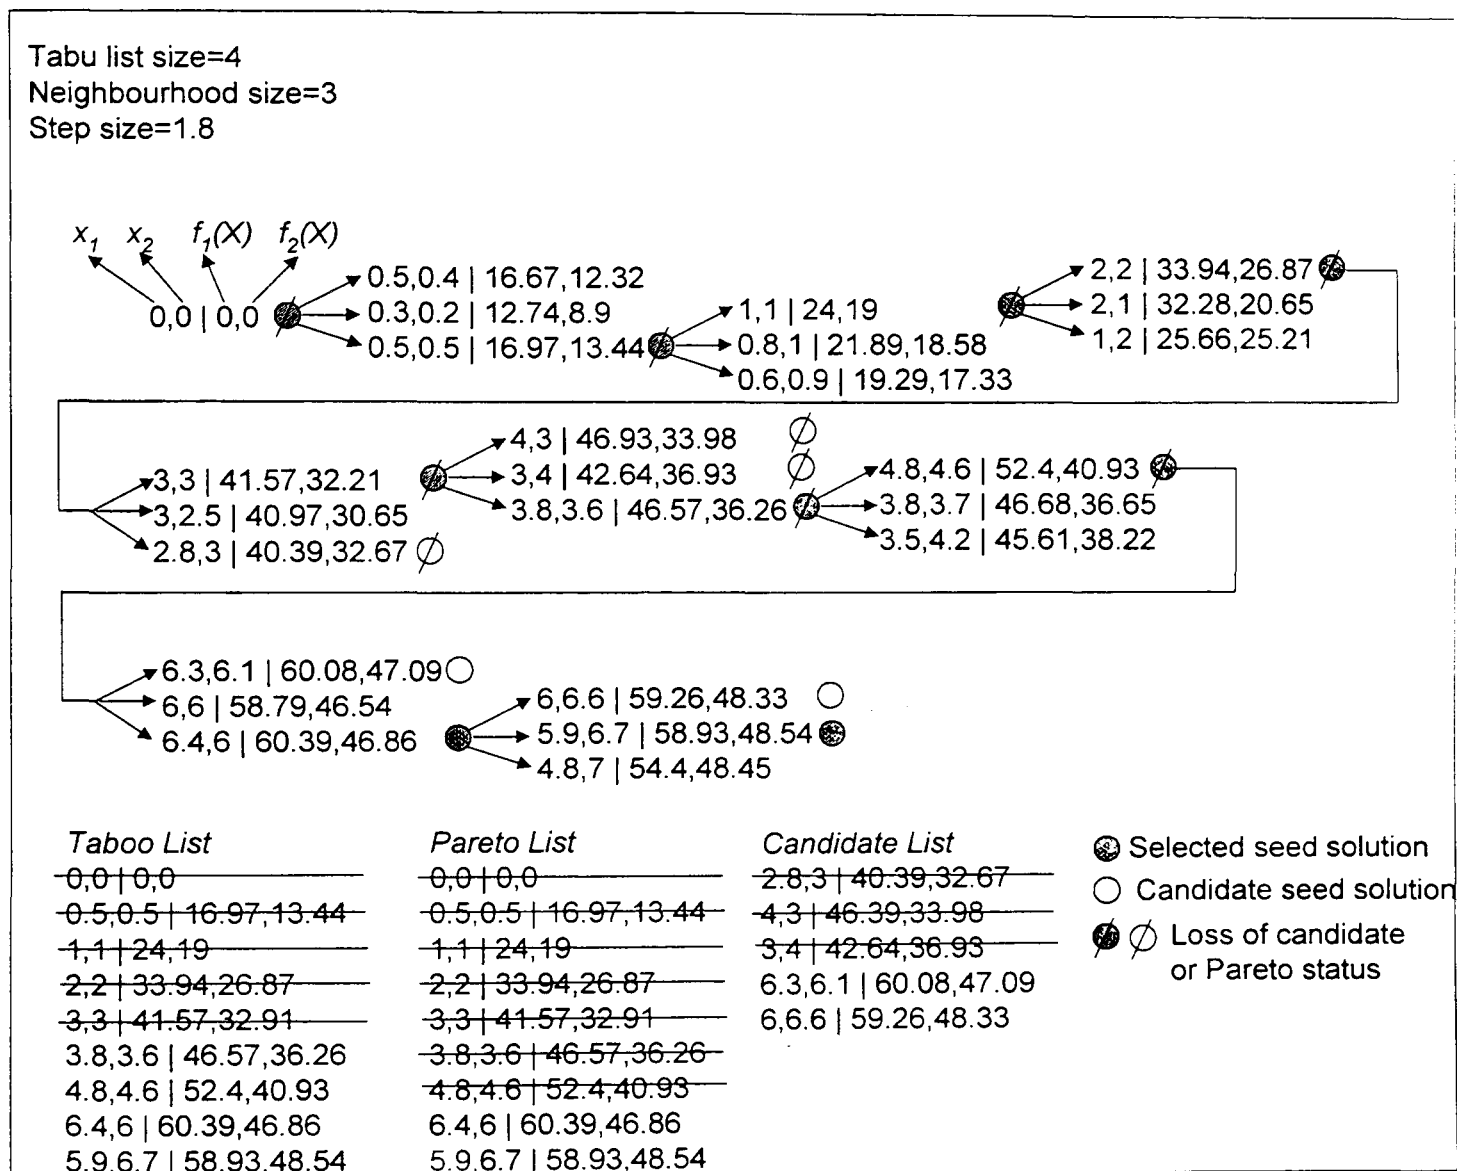 Tabu list size=4
Neighbourhood size=3
Step size=1.8
x1 x2 f1(X) f2(X)
0,0 | 0,0
0.5,0.4 | 16.67,12.32
0.3,0.2 | 12.74,8.9
0.5,0.5 | 16.97,13.44
1,1 | 24,19
0.8,1 | 21.89,18.58
0.6,0.9 | 19.29,17.33
2,2 | 33.94,26.87
2,1 | 32.28,20.65
1,2 | 25.66,25.21
3,3 | 41.57,32.21
3,2.5 | 40.97,30.65
2.8,3 | 40.39,32.67
4,3 | 46.93,33.98
3,4 | 42.64,36.93
3.8,3.6 | 46.57,36.26
4.8,4.6 | 52.4,40.93
3.8,3.7 | 46.68,36.65
3.5,4.2 | 45.61,38.22
6.3,6.1 | 60.08,47.09
6,6 | 58.79,46.54
6.4,6 | 60.39,46.86
6,6.6 | 59.26,48.33
5.9,6.7 | 58.93,48.54
4.8,7 | 54.4,48.45
Taboo List
0,0 | 0,0
0.5,0.5 | 16.97,13.44
1,1 | 24,19
2,2 | 33.94,26.87
3,3 | 41.57,32.91
3.8,3.6 | 46.57,36.26
4.8,4.6 | 52.4,40.93
6.4,6 | 60.39,46.86
5.9,6.7 | 58.93,48.54
Pareto List
0,0 | 0,0
0.5,0.5 | 16.97,13.44
1,1 | 24,19
2,2 | 33.94,26.87
3,3 | 41.57,32.91
3.8,3.6 | 46.57,36.26
4.8,4.6 | 52.4,40.93
6.4,6 | 60.39,46.86
5.9,6.7 | 58.93,48.54
Candidate List
2.8,3 | 40.39,32.67
4,3 | 46.39,33.98
3,4 | 42.64,36.93
6.3,6.1 | 60.08,47.09
6,6.6 | 59.26,48.33
Selected seed solution
Candidate seed solution
Loss of candidate
or Pareto status